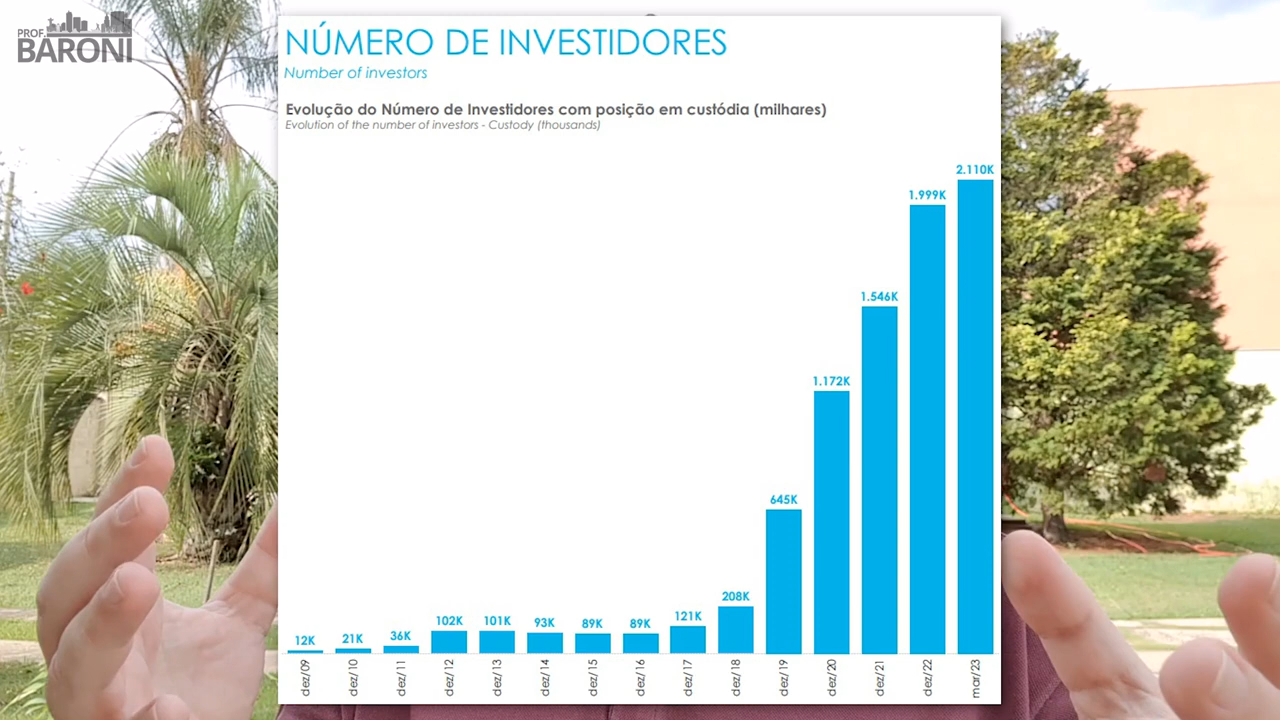 PROF.
BARONI
NÚMERO DE INVESTIDORES
Number of investors
Evolução do Número de Investidores com posição em custódia (milhares)
Evolution of the number of investors - Custody (thousands)
12K
21K
36K
102K
101K
93K
89K
89K
121K
208K
645K
1.172K
1.546K
1.999K
2.110K
dez/09
dez/10
dez/11
dez/12
dez/13
dez/14
dez/15
dez/16
dez/17
dez/18
dez/19
dez/20
dez/21
dez/22
mar/23